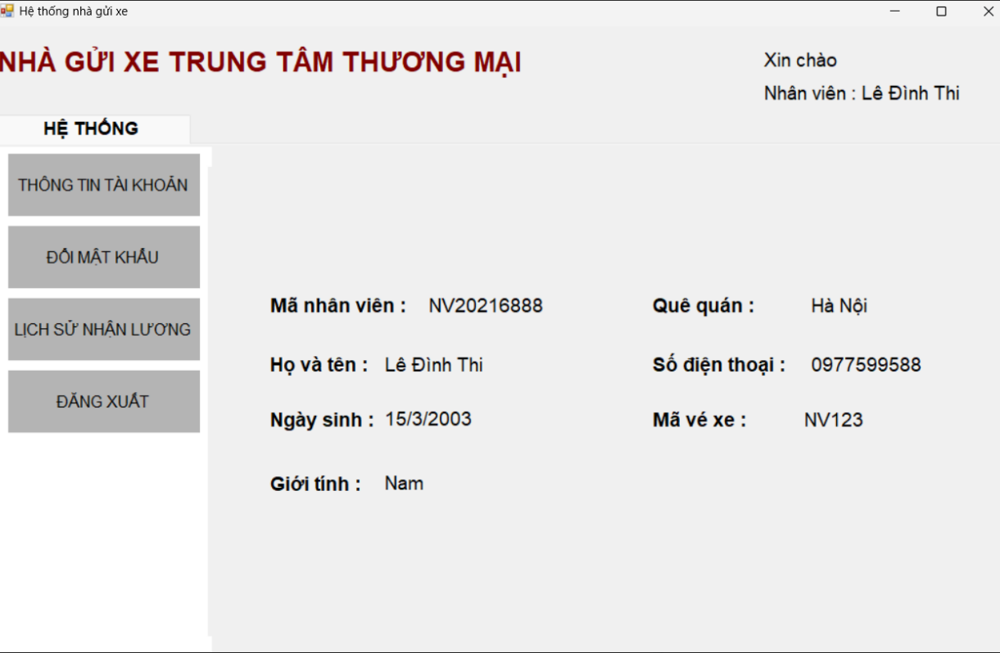 Hệ thống nhà gửi xe
NHÀ GỬI XE TRUNG TÂM THƯƠNG MẠI
Xin chào
Nhân viên : Lê Đình Thi
HỆ THỐNG
THÔNG TIN TÀI KHOẢN
ĐỔI MẬT KHẨU
LỊCH SỬ NHẬN LƯƠNG
ĐĂNG XUẤT
Mã nhân viên : NV20216888
Quê quán : Hà Nội
Họ và tên : Lê Đình Thi
Số điện thoại : 0977599588
Ngày sinh : 15/3/2003
Mã vé xe : NV123
Giới tính : Nam